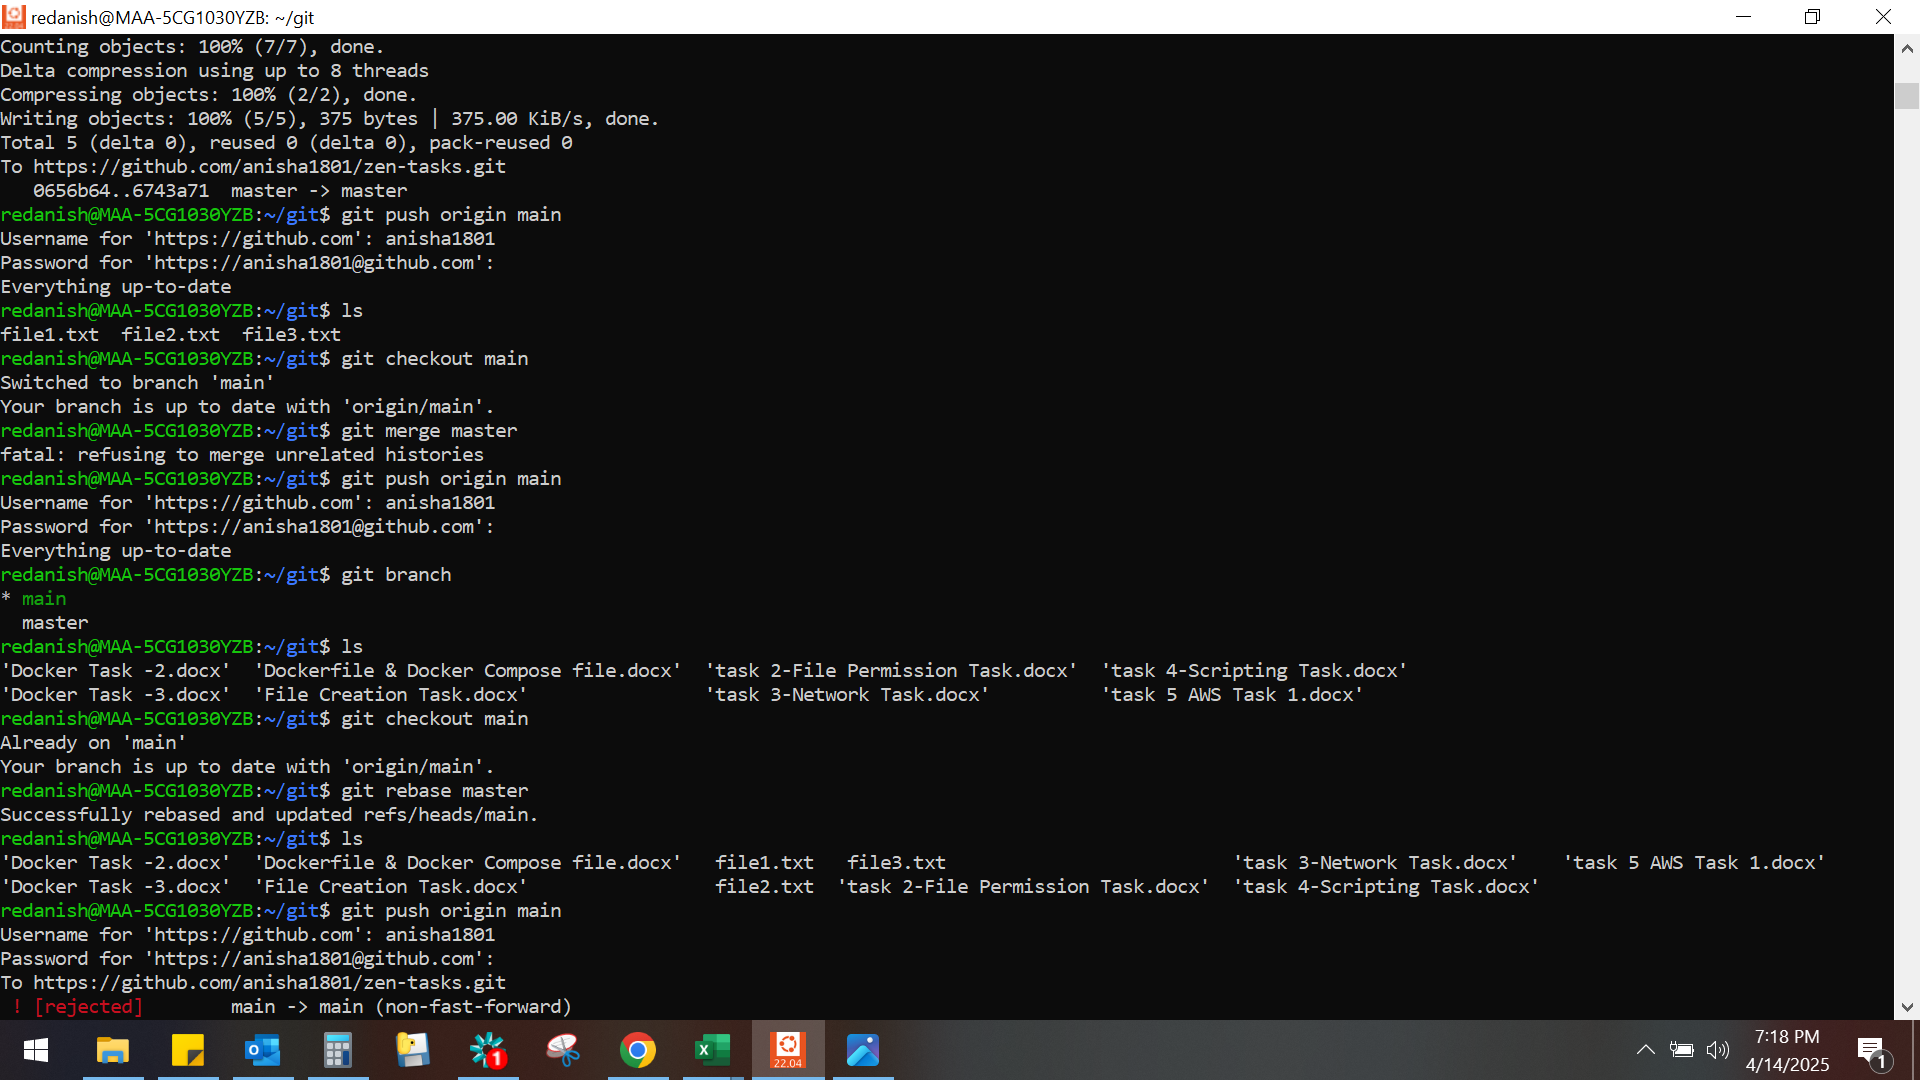 redanish@MAA-5CG1030YZB: ~/git
Counting objects: 100% (7/7), done.
Delta compression using up to 8 threads
Compressing objects: 100% (2/2), done.
Writing objects: 100% (5/5), 375 bytes | 375.00 KiB/s, done.
Total 5 (delta 0), reused 0 (delta 0), pack-reused 0
To https://github.com/anisha1801/zen-tasks.git
   0656b64..6743a71  master -> master
redanish@MAA-5CG1030YZB:~/git$ git push origin main
Username for 'https://github.com': anisha1801
Password for 'https://anisha1801@github.com':
Everything up-to-date
redanish@MAA-5CG1030YZB:~/git$ ls
file1.txt  file2.txt  file3.txt
redanish@MAA-5CG1030YZB:~/git$ git checkout main
Switched to branch 'main'
Your branch is up to date with 'origin/main'.
redanish@MAA-5CG1030YZB:~/git$ git merge master
fatal: refusing to merge unrelated histories
redanish@MAA-5CG1030YZB:~/git$ git push origin main
Username for 'https://github.com': anisha1801
Password for 'https://anisha1801@github.com':
Everything up-to-date
redanish@MAA-5CG1030YZB:~/git$ git branch
* main
  master
redanish@MAA-5CG1030YZB:~/git$ ls
'Docker Task -2.docx'  'Dockerfile & Docker Compose file.docx'  'task 2-File Permission Task.docx'  'task 4-Scripting Task.docx'
'Docker Task -3.docx'  'File Creation Task.docx'                'task 3-Network Task.docx'          'task 5 AWS Task 1.docx'
redanish@MAA-5CG1030YZB:~/git$ git checkout main
Already on 'main'
Your branch is up to date with 'origin/main'.
redanish@MAA-5CG1030YZB:~/git$ git rebase master
Successfully rebased and updated refs/heads/main.
redanish@MAA-5CG1030YZB:~/git$ ls
'Docker Task -2.docx'  'Dockerfile & Docker Compose file.docx'   file1.txt   file3.txt                          'task 3-Network Task.docx'    'task 5 AWS Task 1.docx'
'Docker Task -3.docx'  'File Creation Task.docx'                 file2.txt  'task 2-File Permission Task.docx'  'task 4-Scripting Task.docx'
redanish@MAA-5CG1030YZB:~/git$ git push origin main
Username for 'https://github.com': anisha1801
Password for 'https://anisha1801@github.com':
To https://github.com/anisha1801/zen-tasks.git
 ! [rejected]        main -> main (non-fast-forward)
1
22.04
7:18 PM
4/14/2025
1